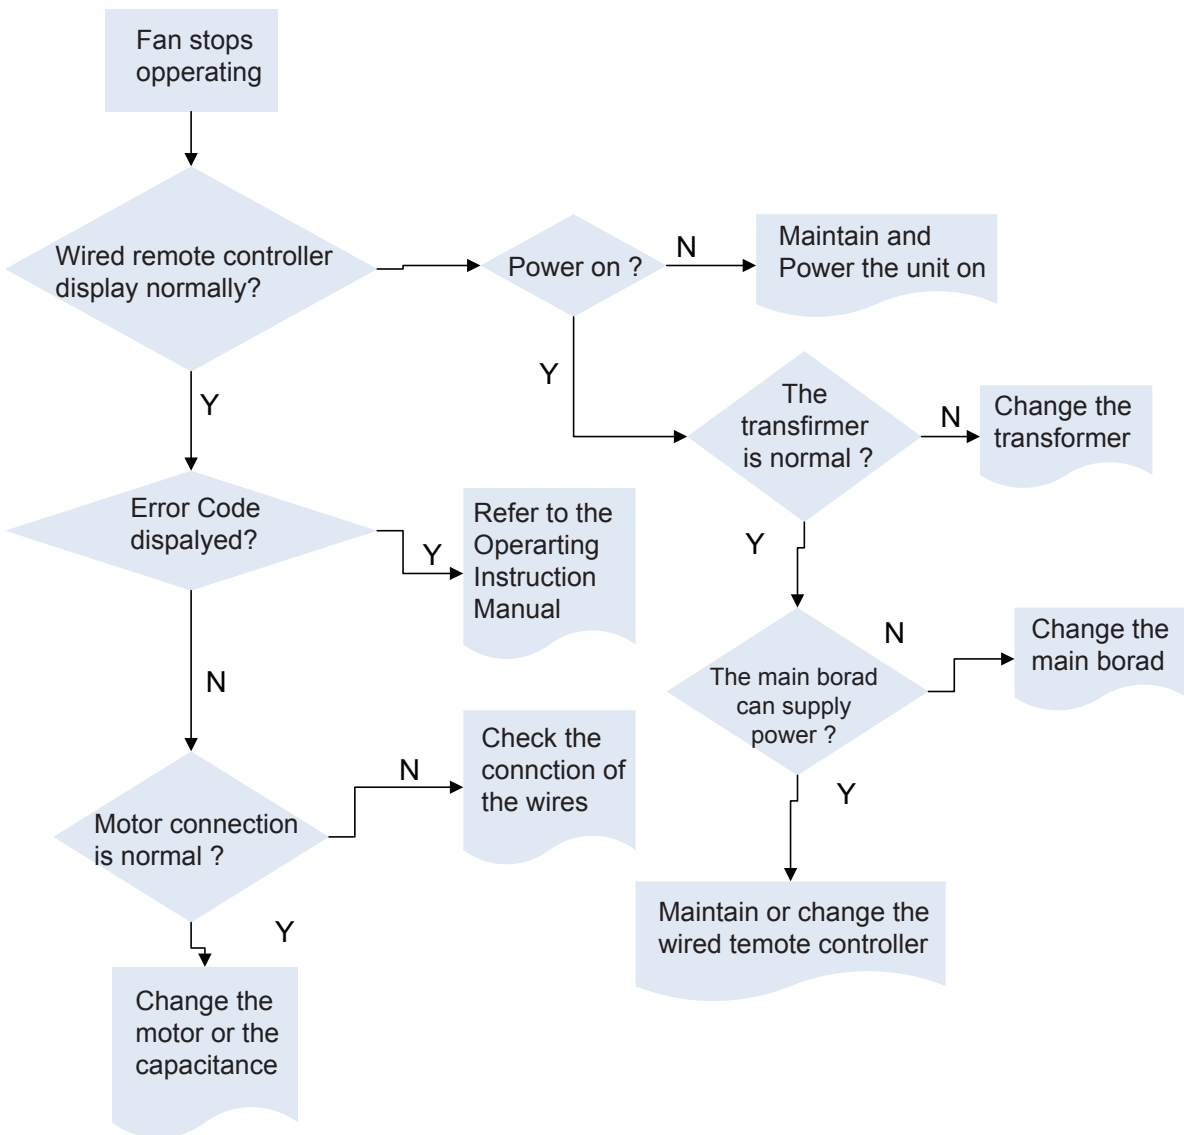 Fan stops
opperating
Wired remote controller
display normally?
Power on ?
N
Maintain and
Power the unit on
Y
Y
The
transfirmer
is normal ?
N
Change the
transformer
Error Code
dispalyed?
Y
Refer to the
Operarting
Instruction
Manual
Y
N
The main borad
can supply
power ?
N
Change the
main borad
Motor connection
is normal ?
N
Check the
connction of
the wires
Y
Maintain or change the
wired temote controller
Y
Change the
motor or the
capacitance